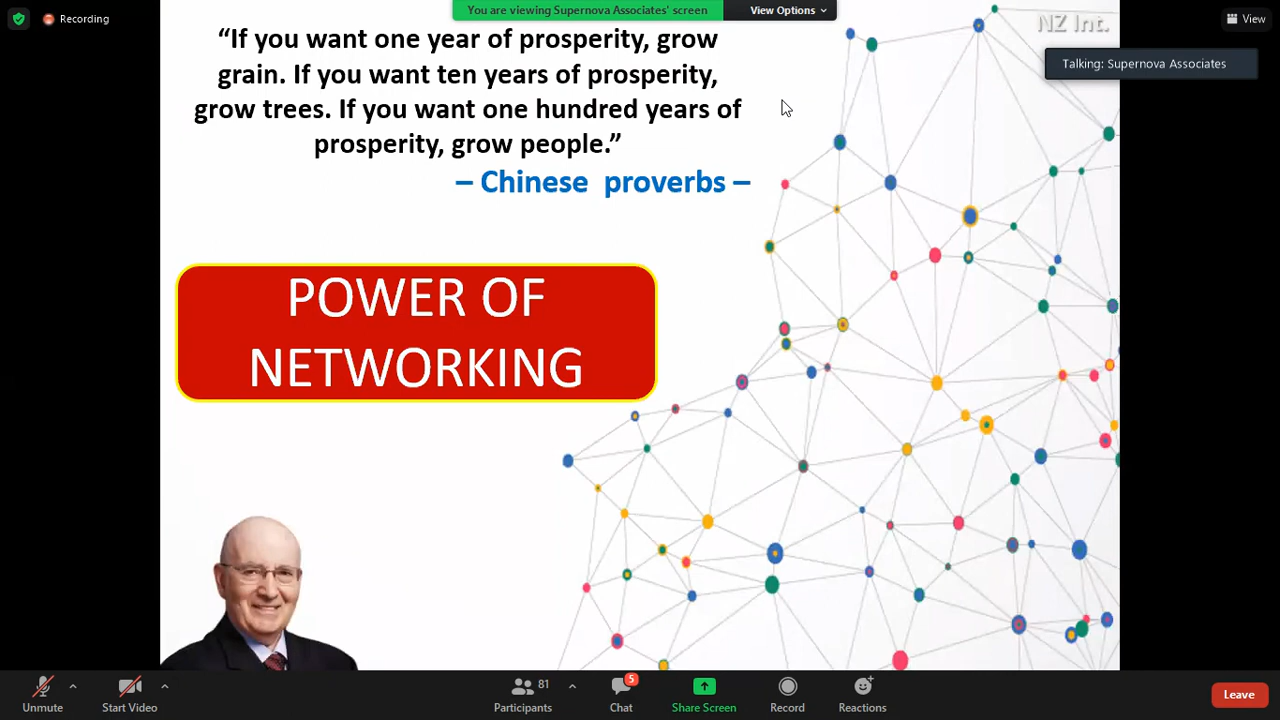 Recording
You are viewing Supernova Associates' screen
View Options
View
NZ Int.
Talking: Supernova Associates
“If you want one year of prosperity, grow
grain. If you want ten years of prosperity,
grow trees. If you want one hundred years of
prosperity, grow people.”
– Chinese proverbs –
POWER OF
NETWORKING
Unmute
Start Video
81
Participants
5
Chat
Share Screen
Record
Reactions
Leave